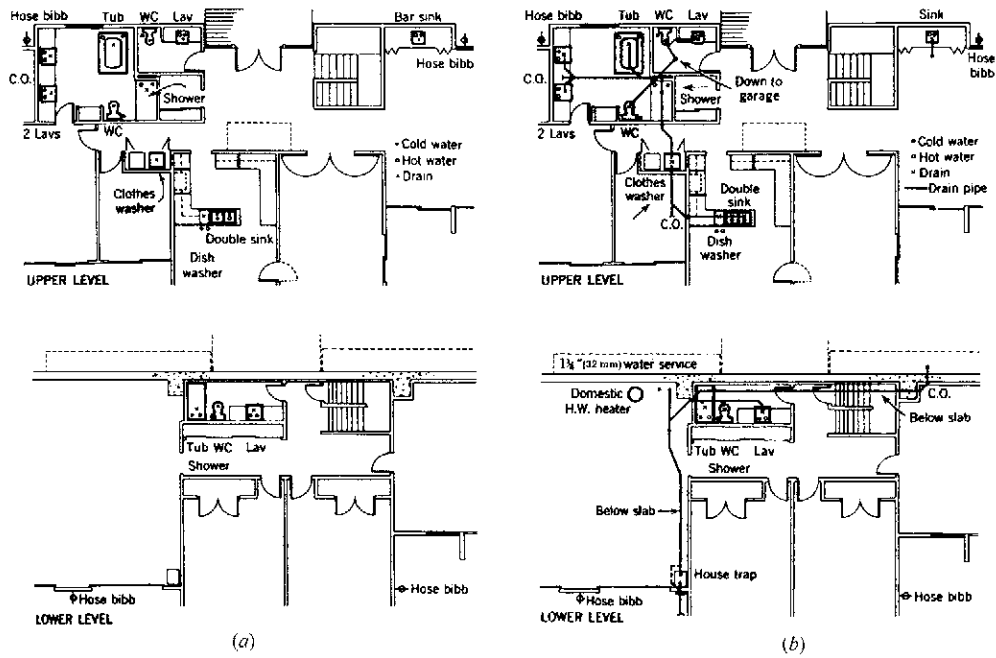 Hose bibb
Tub
WC
Lav
Bar sink
Hose bibb
C.O.
Shower
2 Lavs
WC
Cold water
Hot water
Drain
Clothes
washer
Double sink
Dish
washer
UPPER LEVEL
Hose bibb
Tub
WC
Lav
Sink
Hose bibb
C.O.
Down to
garage
Shower
2 Lavs
WC
Cold water
Hot water
Drain
Drain pipe
Clothes
washer
Double
sink
C.O.
Dish
washer
UPPER LEVEL
Tub WC Lav
Shower
Hose bibb
Hose bibb
LOWER LEVEL
(a)
1¼" (32 mm) water service
Domestic
H.W. heater
C.O.
Below slab
Tub WC Lav
Shower
Below slab
House trap
Hose bibb
Hose bibb
LOWER LEVEL
(b)